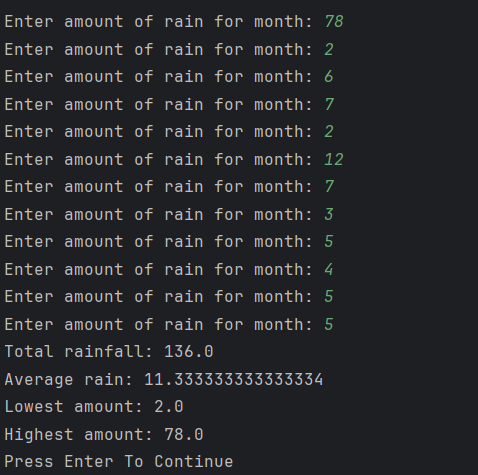 Enter amount of rain for month: 78
Enter amount of rain for month: 2
Enter amount of rain for month: 6
Enter amount of rain for month: 7
Enter amount of rain for month: 2
Enter amount of rain for month: 12
Enter amount of rain for month: 7
Enter amount of rain for month: 3
Enter amount of rain for month: 5
Enter amount of rain for month: 4
Enter amount of rain for month: 5
Enter amount of rain for month: 5
Total rainfall: 136.0
Average rain: 11.333333333333334
Lowest amount: 2.0
Highest amount: 78.0
Press Enter To Continue